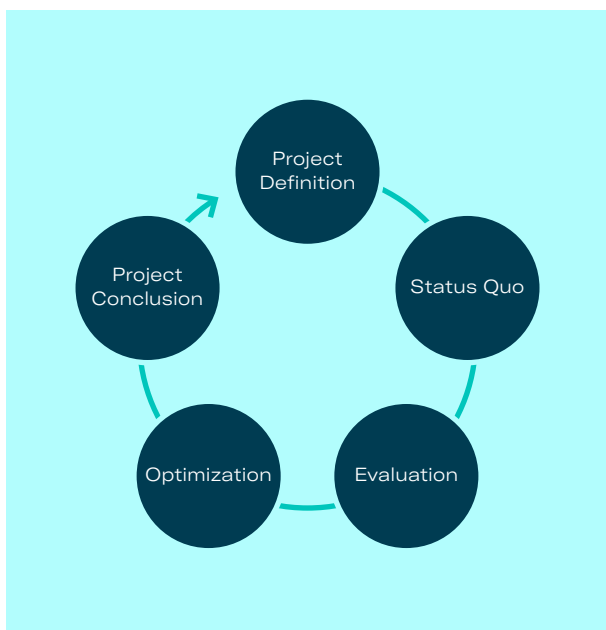 Project
Definition
Status Quo
Evaluation
Optimization
Project
Conclusion